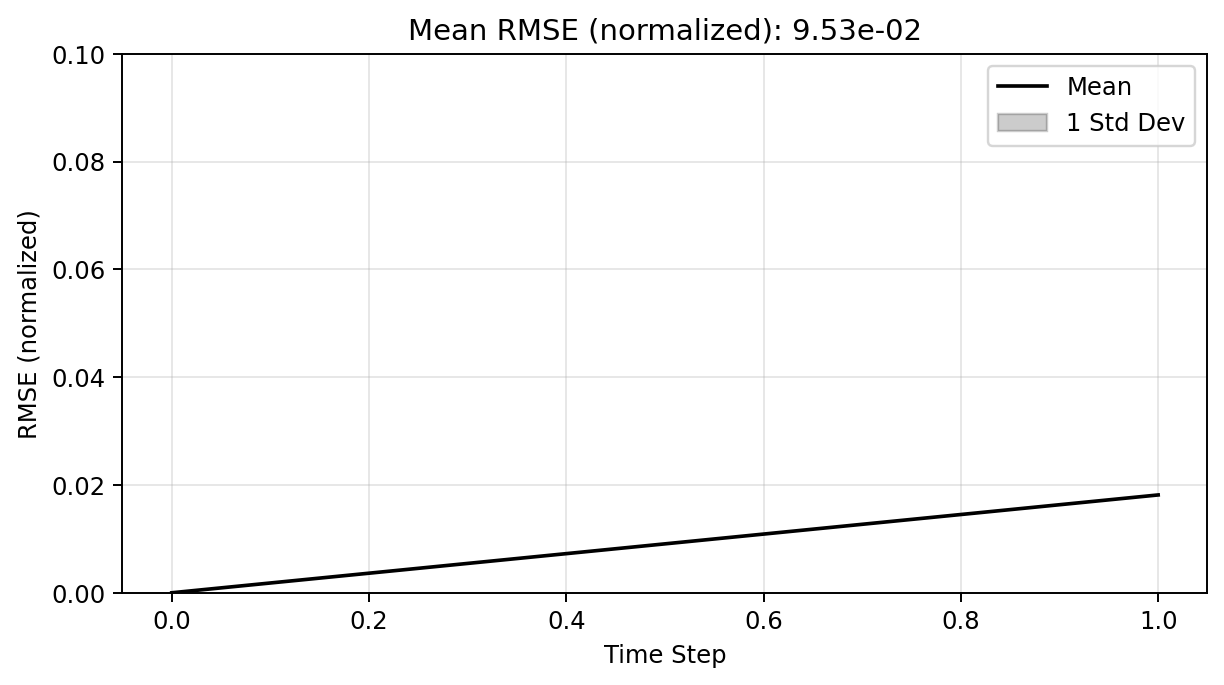 Mean RMSE (normalized): 9.53e-02
0.10
0.08
0.06
0.04
0.02
0.00
RMSE (normalized)
Mean
1 Std Dev
0.0 0.2 0.4 0.6 0.8 1.0
Time Step